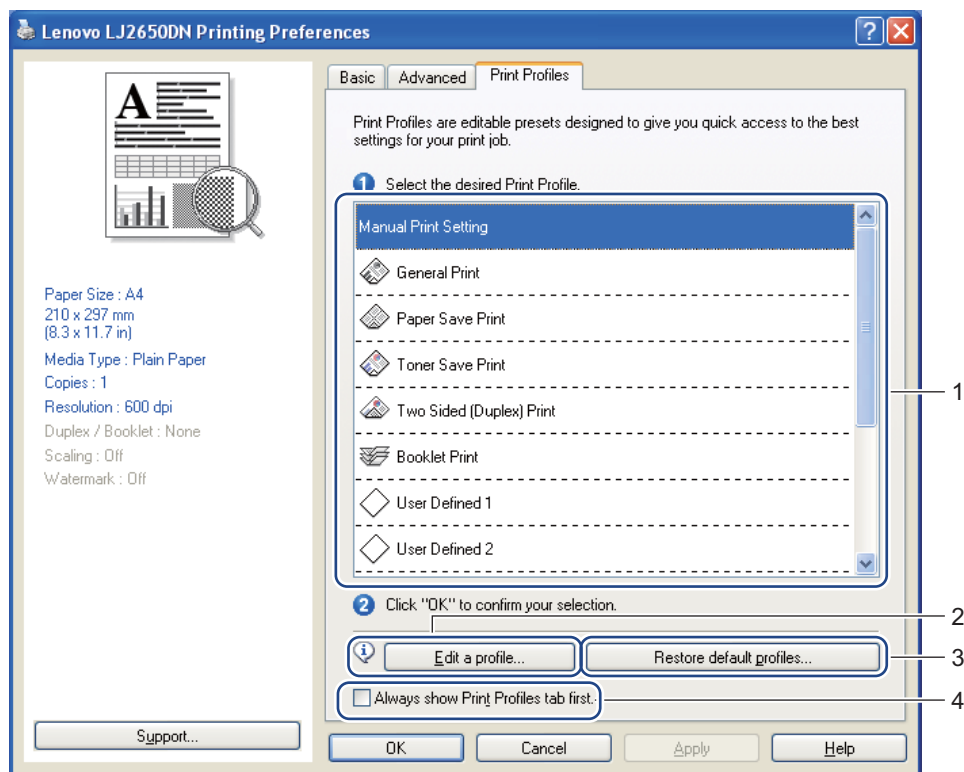 Lenovo LJ2650DN Printing Preferences
Basic
Advanced
Print Profiles
A
Paper Size : A4
210 x 297 mm
(8.3 x 11.7 in)
Media Type : Plain Paper
Copies : 1
Resolution : 600 dpi
Duplex / Booklet : None
Scaling : Off
Watermark : Off
Support...
Print Profiles are editable presets designed to give you quick access to the best
settings for your print job.
1 Select the desired Print Profile.
Manual Print Setting
General Print
Paper Save Print
Toner Save Print
Two Sided (Duplex) Print
Booklet Print
User Defined 1
User Defined 2
1
2 Click "OK" to confirm your selection.
2
Edit a profile...
Restore default profiles...
3
Always show Print Profiles tab first.
4
OK
Cancel
Apply
Help